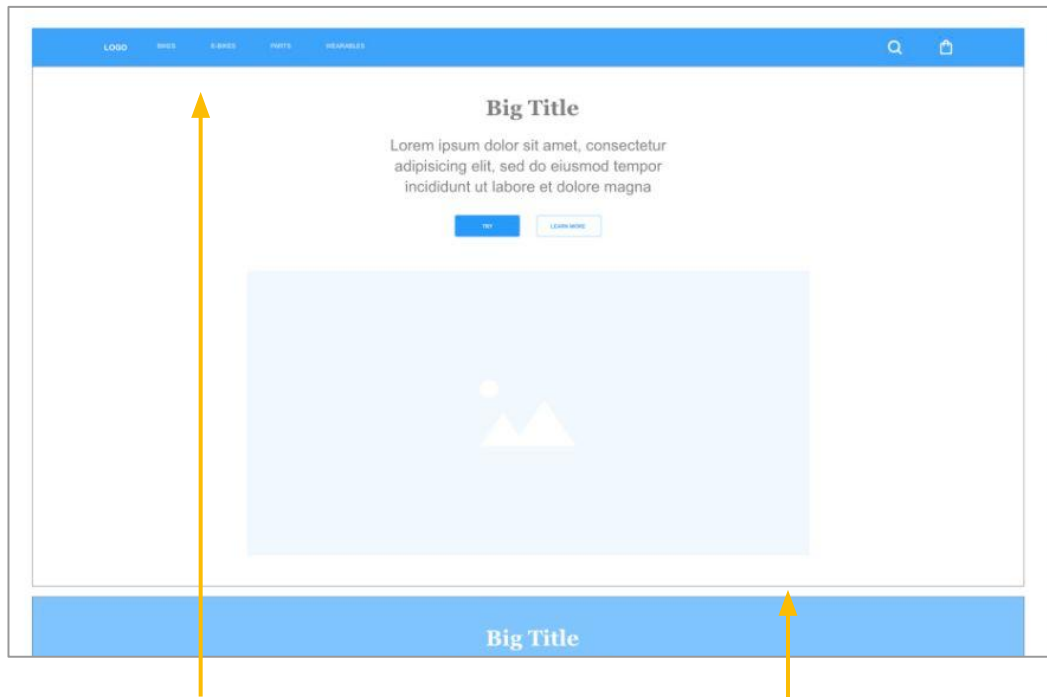 LOGO BIKES E-BIKES PARTS WEARABLES
Big Title
Lorem ipsum dolor sit amet, consectetur
adipisicing elit, sed do eiusmod tempor
incididunt ut labore et dolore magna
TRY LEARN MORE
Big Title